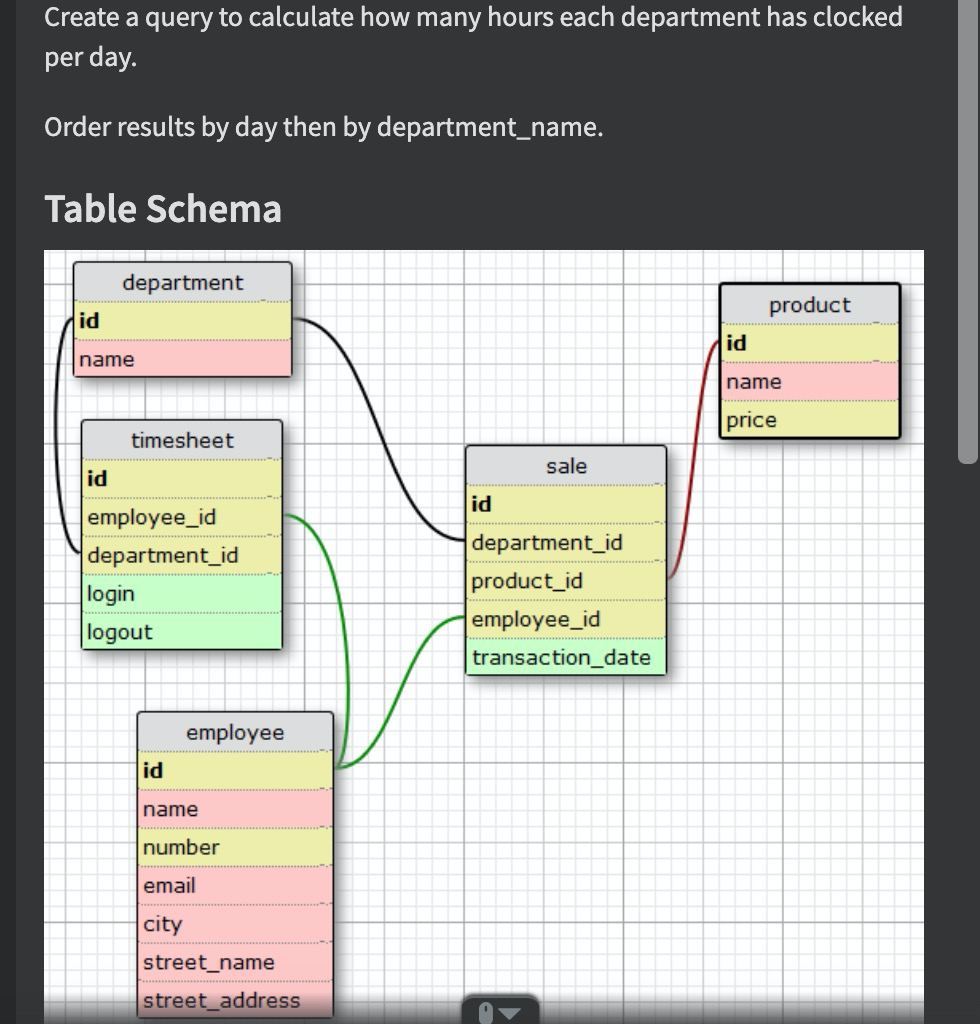 Create a query to calculate how many hours each department has clocked
per day.
Order results by day then by department_name.
Table Schema
department
id
name
timesheet
id
employee_id
department_id
login
logout
employee
id
name
number
email
city
street_name
street_address
sale
id
department_id
product_id
employee_id
transaction_date
product
id
name
price